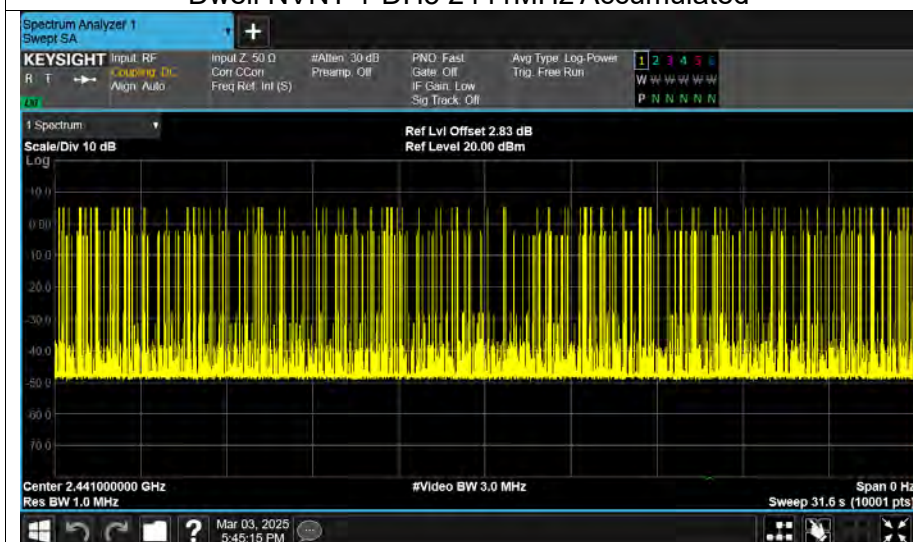 Dwell NVNT 1-DH5 2441MHz Accumulated
Spectrum Analyzer 1
Swept SA
+
KEYSIGHT Input: RF Input Z: 50 Ω #Atten: 30 dB PNO: Fast Avg Type: Log-Power 1 2 3 4 5 6
R T Coupling: DC Corr CCorr Preamp: Off Gate: Off Trig: Free Run W W W W W W
Align: Auto Freq Ref: Int (S) IF Gain: Low P N N N N N
Sig Track: Off
1 Spectrum
Ref Lvl Offset 2.83 dB
Scale/Div 10 dB Ref Level 20.00 dBm
Log
10.0
0.00
-10.0
-20.0
-30.0
-40.0
-50.0
-60.0
-70.0
Center 2.441000000 GHz #Video BW 3.0 MHz Span 0 Hz
Res BW 1.0 MHz Sweep 31.6 s (10001 pts)
? Mar 03, 2025
5:45:15 PM